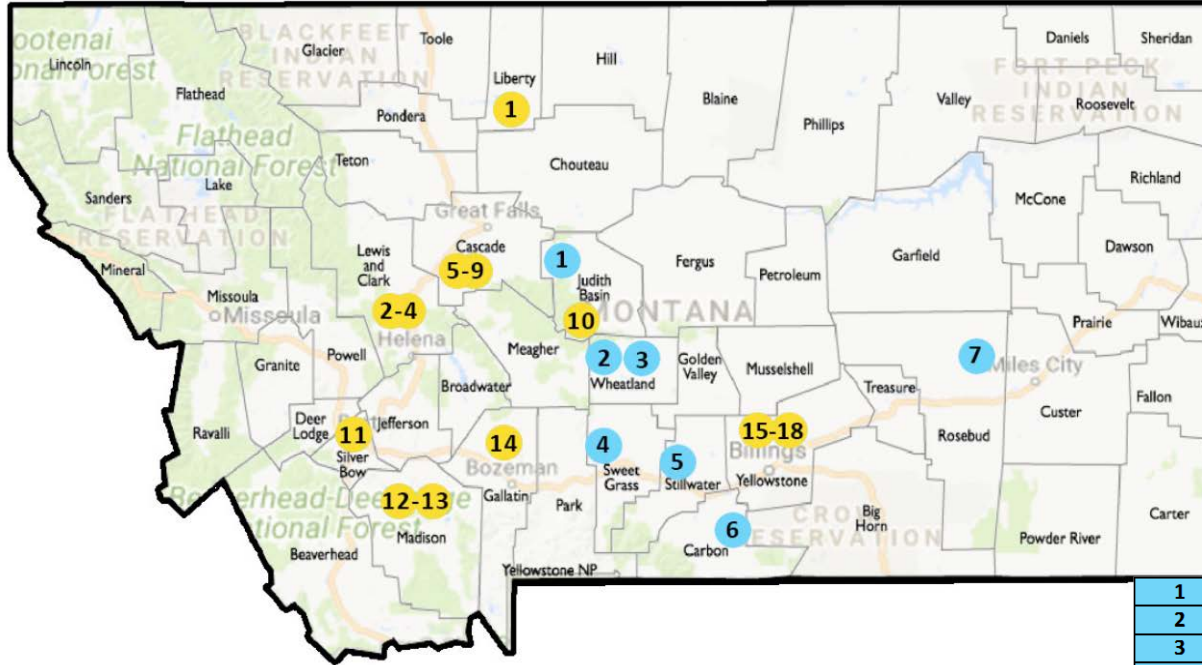 ootenai
onal Forest
Lincoln
Flathead
BLACKFEET
INDIAN
RESERVATION
Glacier
Toole
Liberty
1
Hill
Blaine
Phillips
Valley
Daniels
Sheridan
FORT PECK
INDIAN
RESERVATION
Roosevelt
Pondera
Flathead
National Forest
Teton
Chouteau
Sanders
Lake
FLATHEAD
RESERVATION
Great Falls
Cascade
5-9
1
Judith
Basin
10
Fergus
Petroleum
Garfield
McCone
Richland
Dawson
Mineral
Missoula
Missoula
Lewis
and
Clark
2-4
Helena
MONTANA
Prairie
Wibaux
Granite
Powell
Broadwater
Meagher
2
3
Wheatland
Golden
Valley
Musselshell
Treasure
7
Miles City
Custer
Fallon
Ravalli
Deer
Lodge
11
Silver
Bow
Jefferson
14
Bozeman
Gallatin
Park
4
Sweet
Grass
5
Stillwater
15-18
Billings
Yellowstone
Rosebud
Beaverhead-Deerlodge
National Forest
12-13
Madison
Beaverhead
Yellowstone NP
6
Carbon
CROW
RESERVATION
Big
Horn
Powder River
Carter
1
2
3